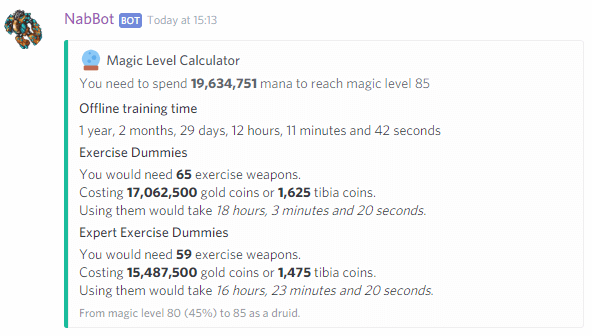 NabBot BOT Today at 15:13
Magic Level Calculator
You need to spend 19,634,751 mana to reach magic level 85
Offline training time
1 year, 2 months, 29 days, 12 hours, 11 minutes and 42 seconds
Exercise Dummies
You would need 65 exercise weapons.
Costing 17,062,500 gold coins or 1,625 tibia coins.
Using them would take 18 hours, 3 minutes and 20 seconds.
Expert Exercise Dummies
You would need 59 exercise weapons.
Costing 15,487,500 gold coins or 1,475 tibia coins.
Using them would take 16 hours, 23 minutes and 20 seconds.
From magic level 80 (45%) to 85 as a druid.